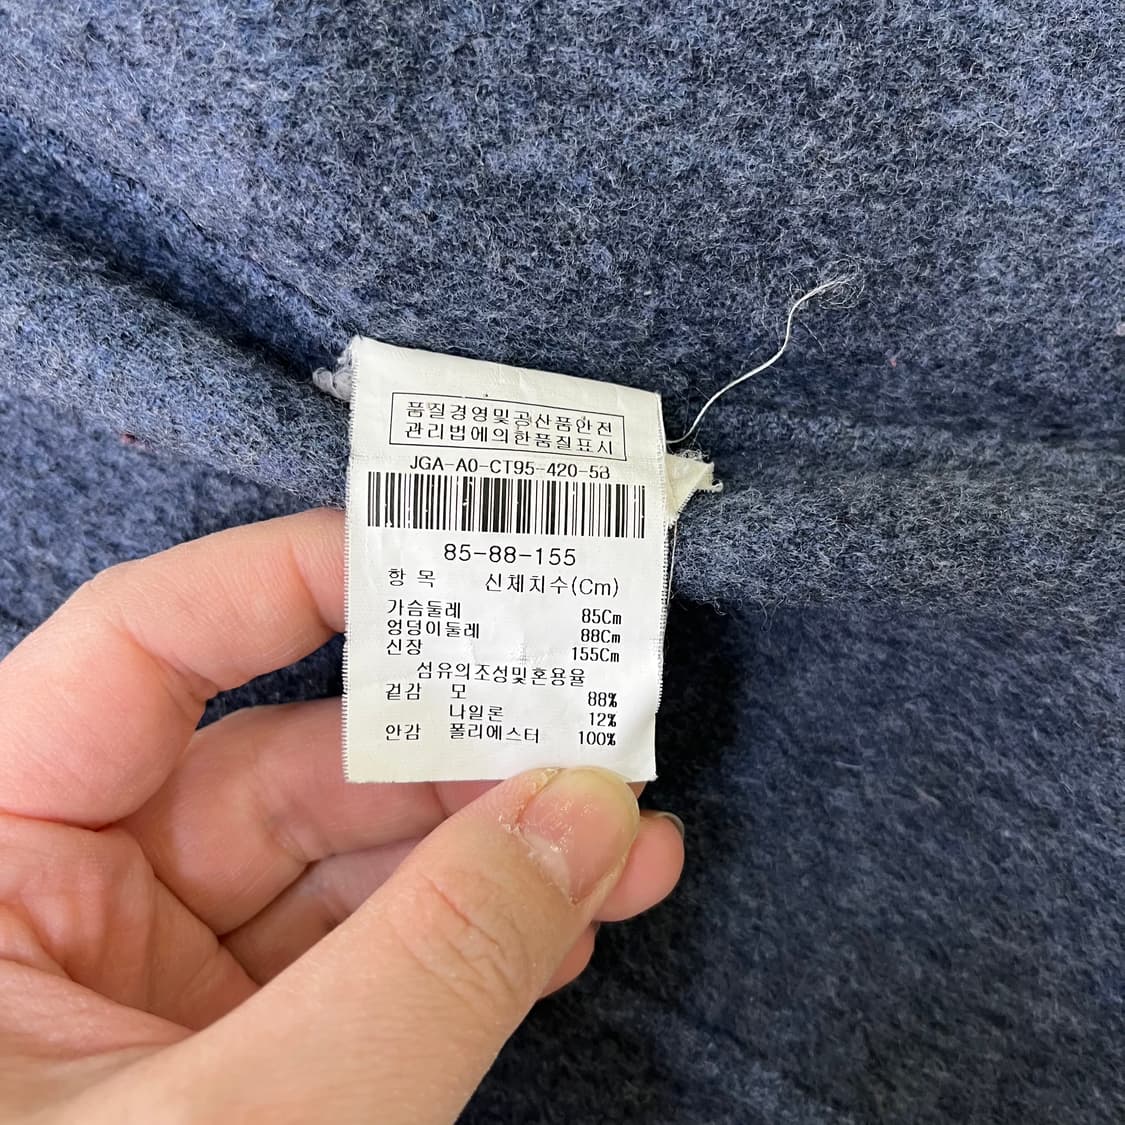 품질경영및공산품안전
관리법에의한품질표시
JGA-A0-CT95-420-58
85-88-155
항 목 신체치수(Cm)
가슴둘레 85Cm
엉덩이둘레 88Cm
신장 155Cm
섬유의조성및혼용율
겉감 모 88%
나일론 12%
안감 폴리에스터 100%